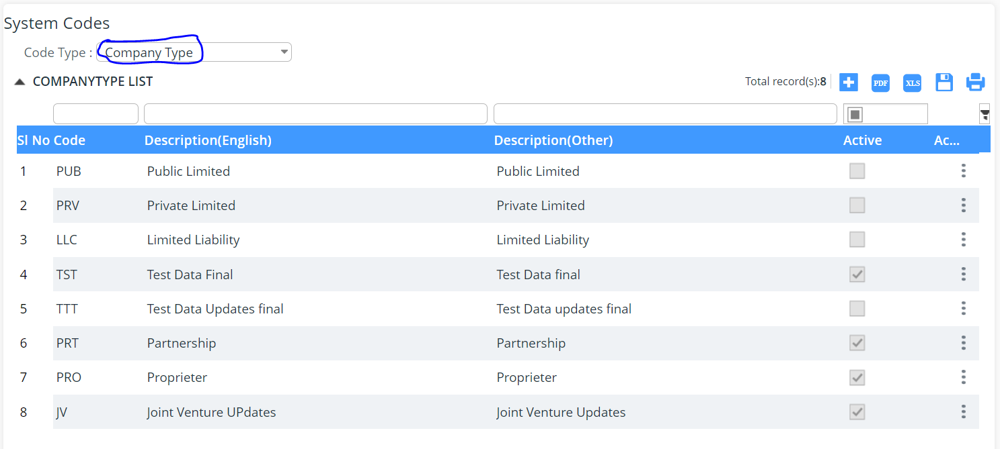 System Codes
Code Type : Company Type
COMPANYTYPE LIST Total record(s):8 PDF XLS
Sl No Code Description(English) Description(Other) Active Ac...
1 PUB Public Limited Public Limited
2 PRV Private Limited Private Limited
3 LLC Limited Liability Limited Liability
4 TST Test Data Final Test Data final
5 TTT Test Data Updates final Test Data updates final
6 PRT Partnership Partnership
7 PRO Proprieter Proprieter
8 JV Joint Venture UPdates Joint Venture Updates